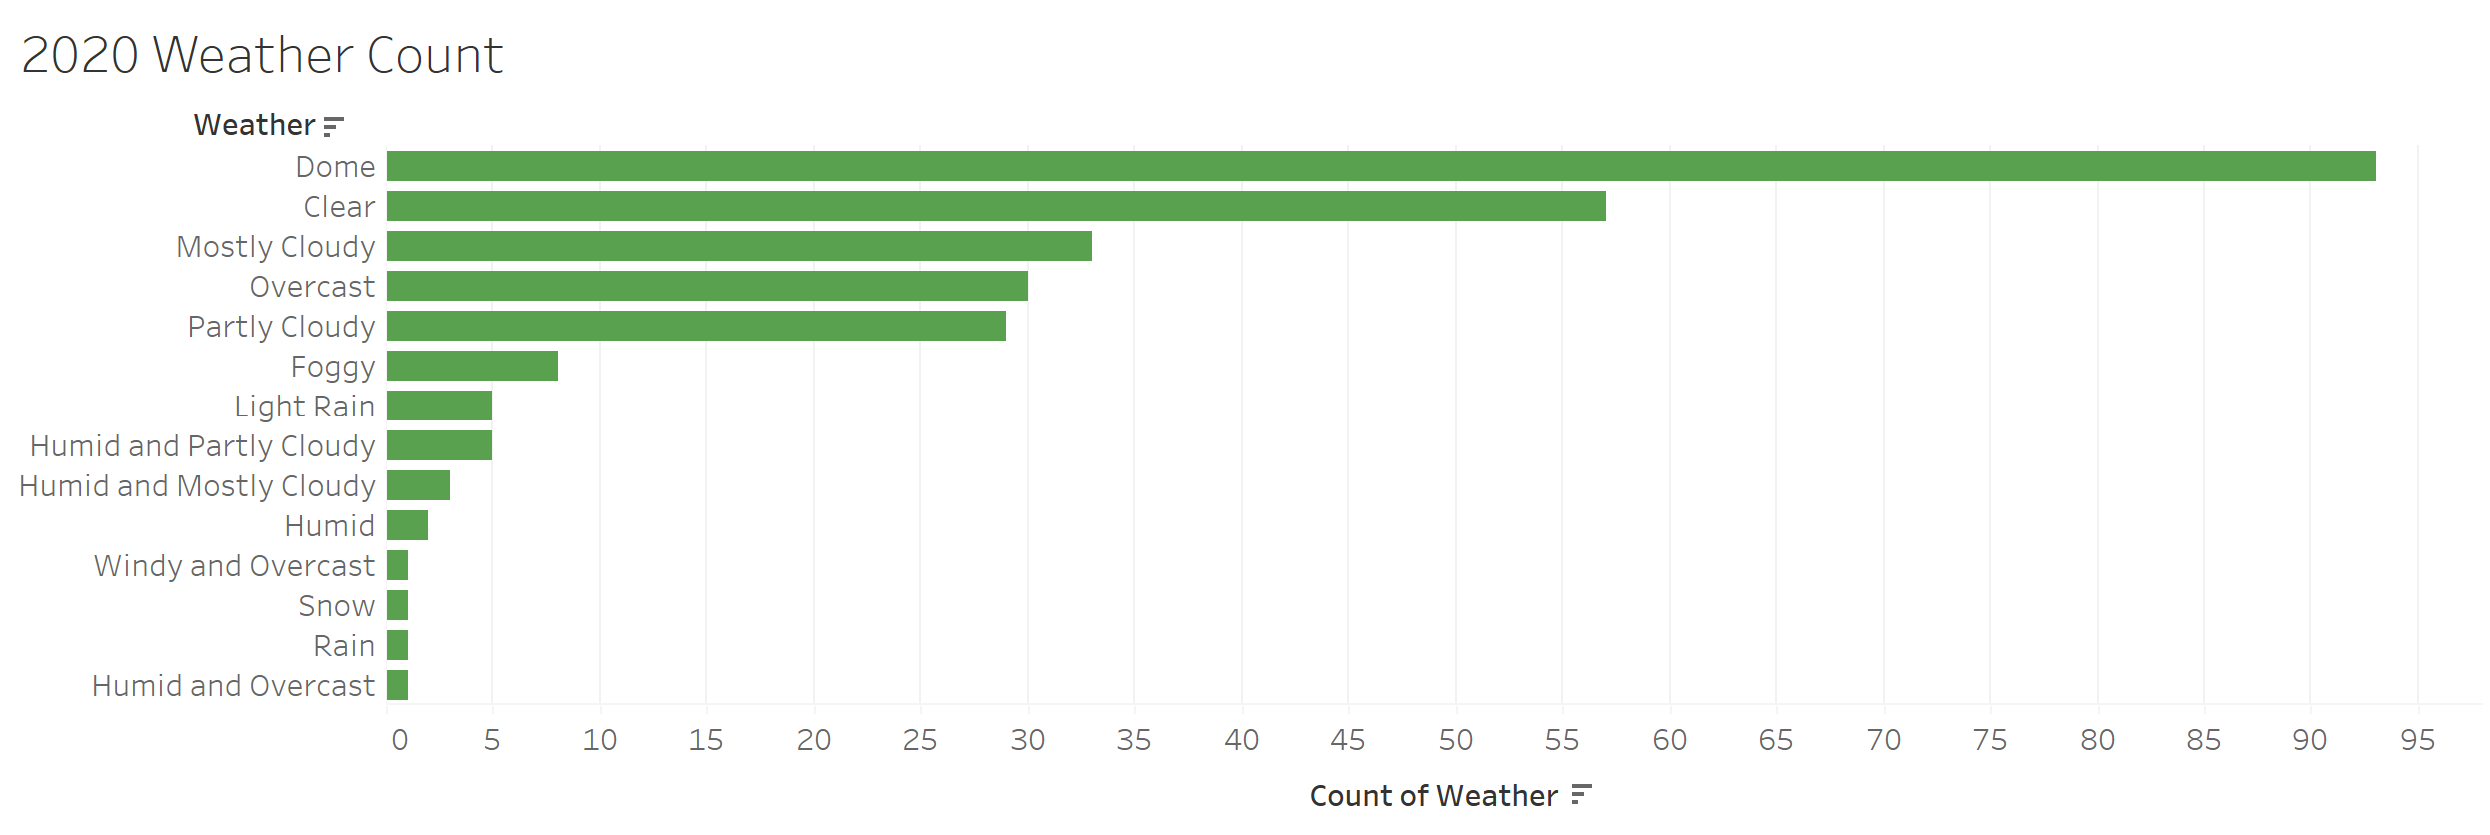 2020 Weather Count
Weather
Dome
Clear
Mostly Cloudy
Overcast
Partly Cloudy
Foggy
Light Rain
Humid and Partly Cloudy
Humid and Mostly Cloudy
Humid
Windy and Overcast
Snow
Rain
Humid and Overcast
0 5 10 15 20 25 30 35 40 45 50 55 60 65 70 75 80 85 90 95
Count of Weather